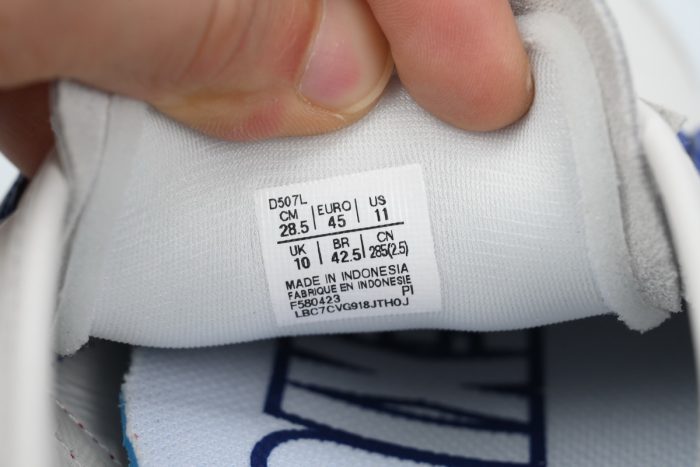 D507L
CM EURO US
28.5 45 11
UK BR CN
10 42.5 285(2.5)
MADE IN INDONESIA
FABRIQUE EN INDONESIE
F580423 PI
LBC7CVG918JTH0J